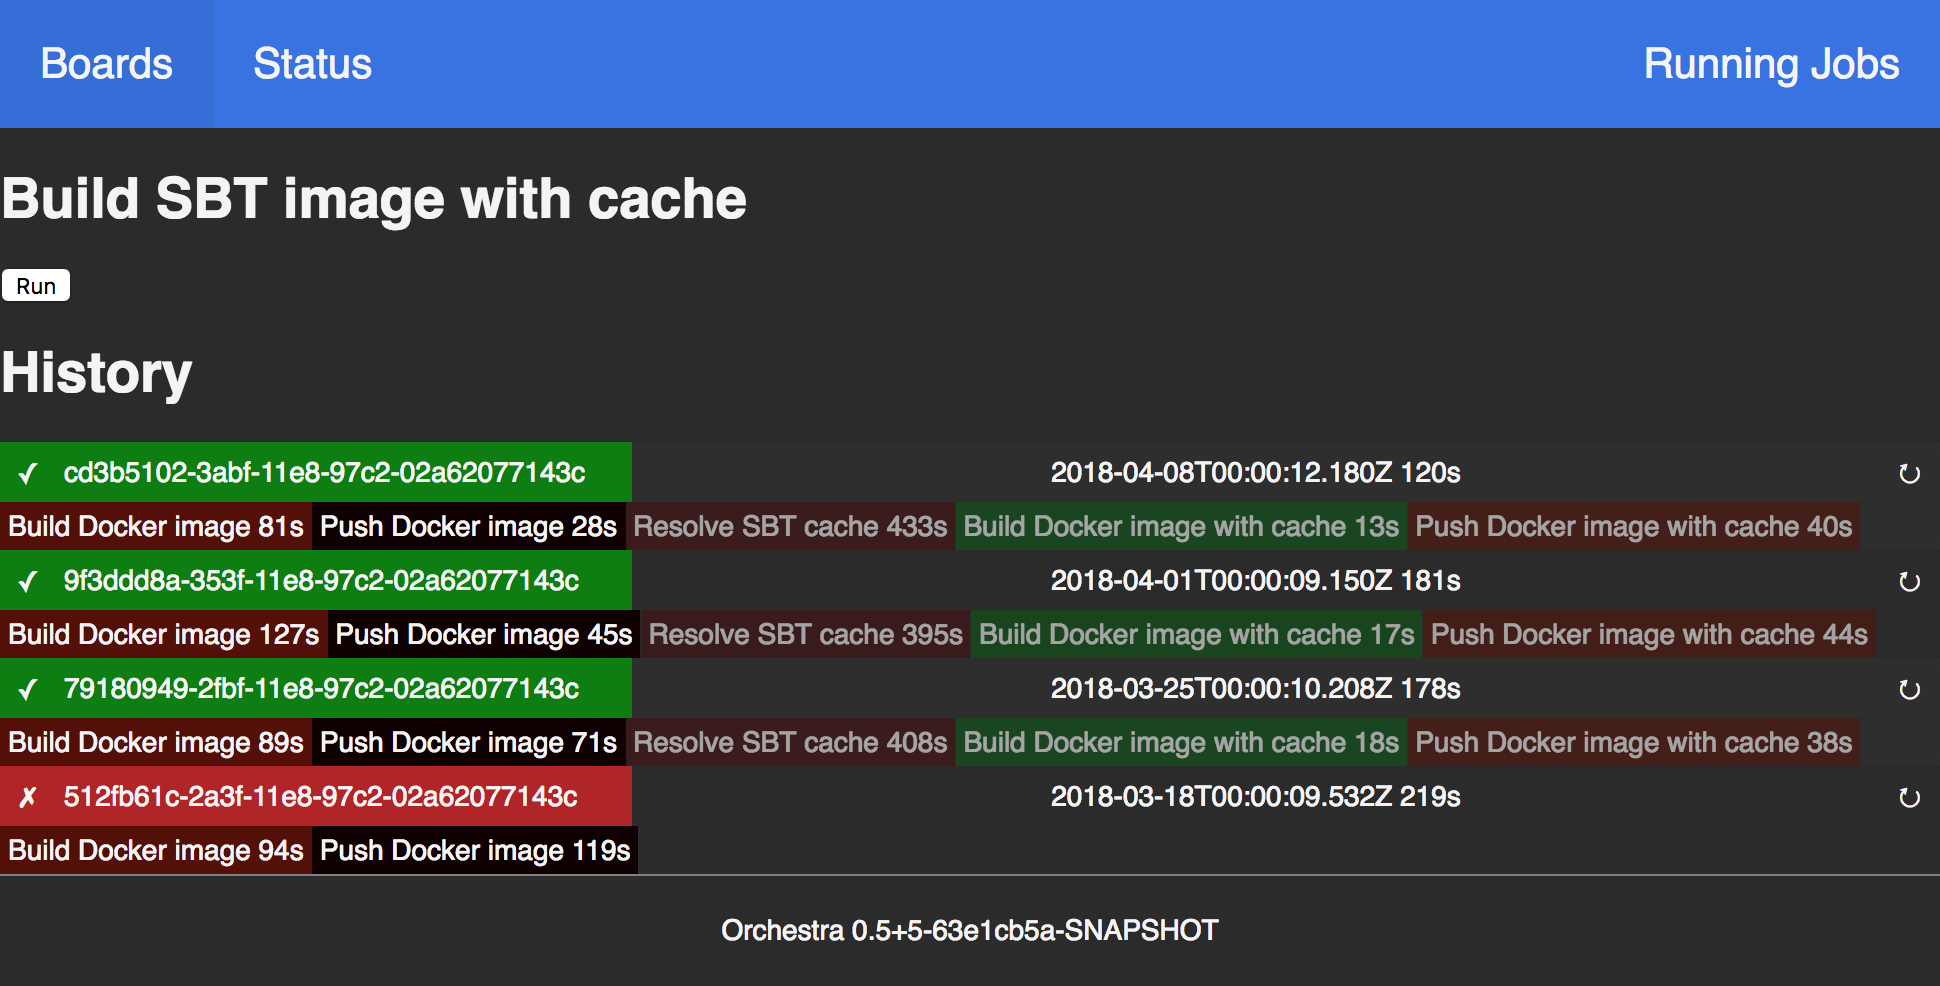 Boards Status Running Jobs
Build SBT image with cache
Run
History
✓ cd3b5102-3abf-11e8-97c2-02a62077143c 2018-04-08T00:00:12.180Z 120s ↻
Build Docker image 81s Push Docker image 28s Resolve SBT cache 433s Build Docker image with cache 13s Push Docker image with cache 40s
✓ 9f3ddd8a-353f-11e8-97c2-02a62077143c 2018-04-01T00:00:09.150Z 181s ↻
Build Docker image 127s Push Docker image 45s Resolve SBT cache 395s Build Docker image with cache 17s Push Docker image with cache 44s
✓ 79180949-2fbf-11e8-97c2-02a62077143c 2018-03-25T00:00:10.208Z 178s ↻
Build Docker image 89s Push Docker image 71s Resolve SBT cache 408s Build Docker image with cache 18s Push Docker image with cache 38s
✗ 512fb61c-2a3f-11e8-97c2-02a62077143c 2018-03-18T00:00:09.532Z 219s ↻
Build Docker image 94s Push Docker image 119s
Orchestra 0.5+5-63e1cb5a-SNAPSHOT